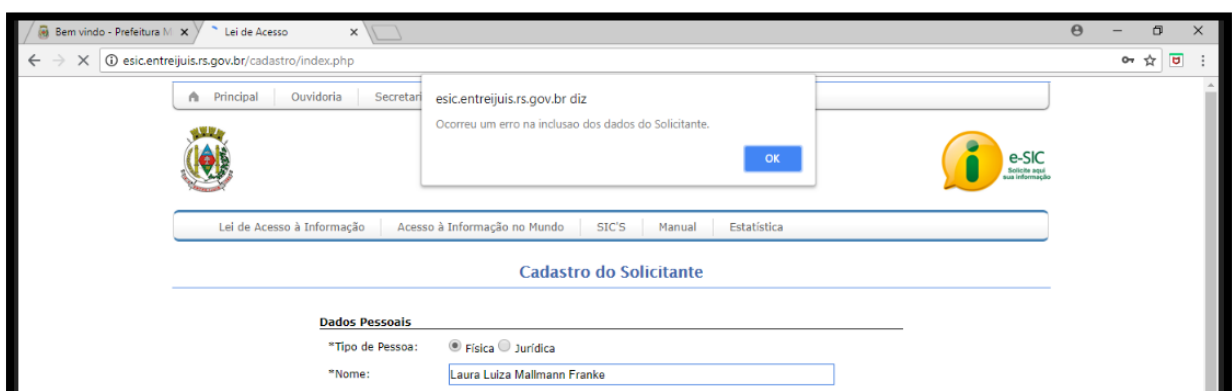 Bem vindo - Prefeitura M
Lei de Acesso
esic.entreijuis.rs.gov.br/cadastro/index.php
Principal Ouvidoria Secretari
esic.entreijuis.rs.gov.br diz
Ocorreu um erro na inclusao dos dados do Solicitante.
OK
e-SIC
Solicite aqui
sua informação
Lei de Acesso à Informação Acesso à Informação no Mundo SIC'S Manual Estatística
Cadastro do Solicitante
Dados Pessoais
*Tipo de Pessoa: Física Jurídica
*Nome: Laura Luiza Mallmann Franke